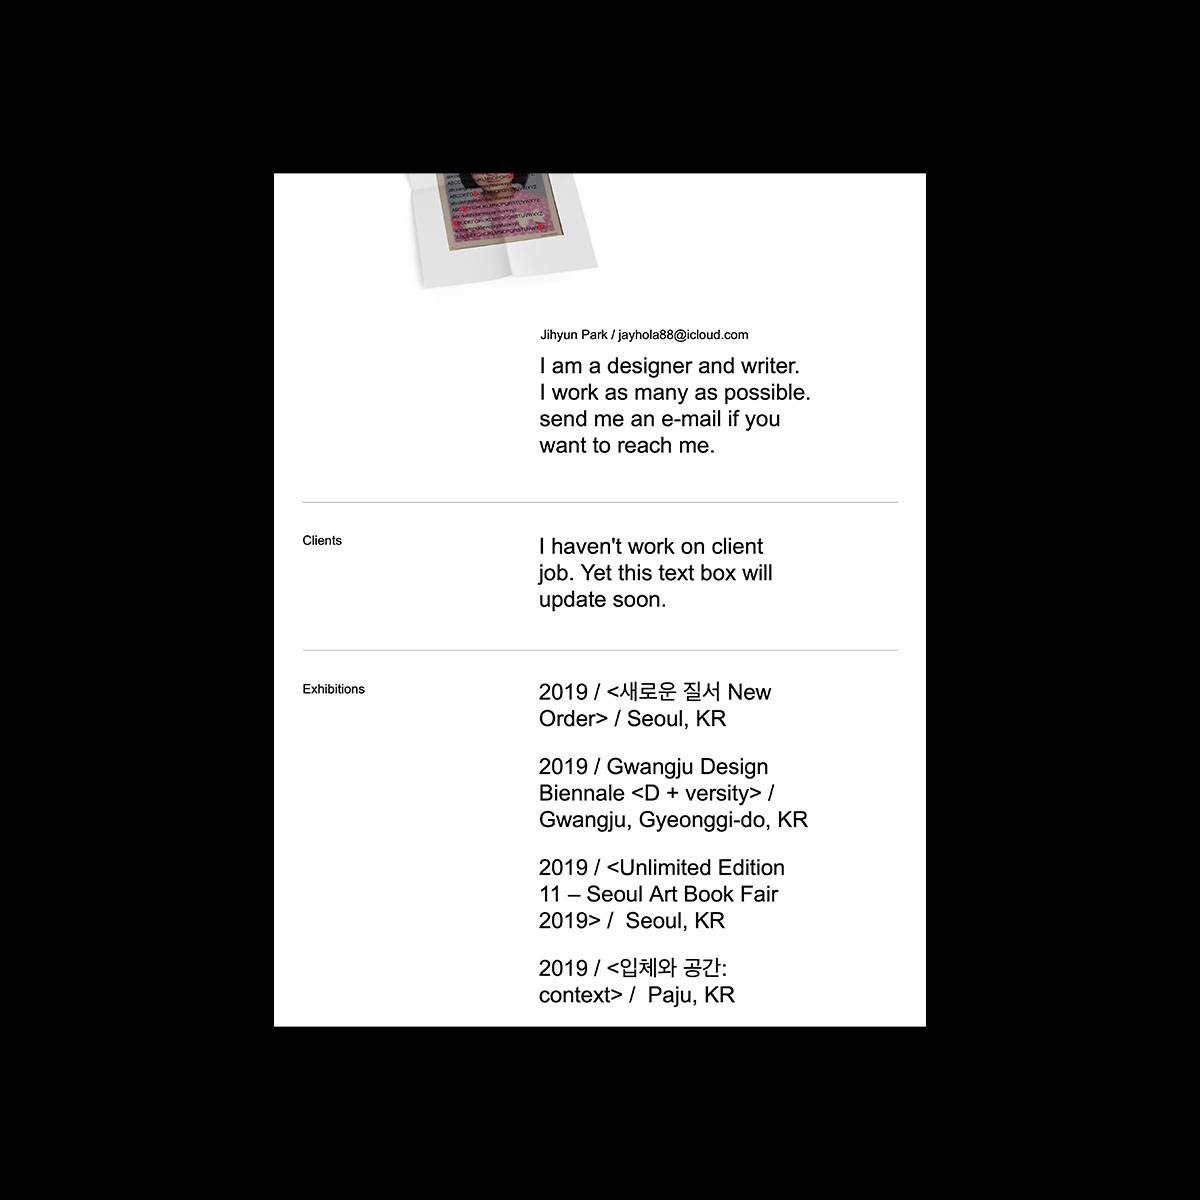 Jihyun Park / jayhola88@icloud.com
I am a designer and writer.
I work as many as possible.
send me an e-mail if you
want to reach me.
Clients
I haven't work on client
job. Yet this text box will
update soon.
Exhibitions
2019 / <새로운 질서 New
Order> / Seoul, KR
2019 / Gwangju Design
Biennale <D + versity> /
Gwangju, Gyeonggi-do, KR
2019 / <Unlimited Edition
11 – Seoul Art Book Fair
2019> /  Seoul, KR
2019 / <입체와 공간:
context> /  Paju, KR